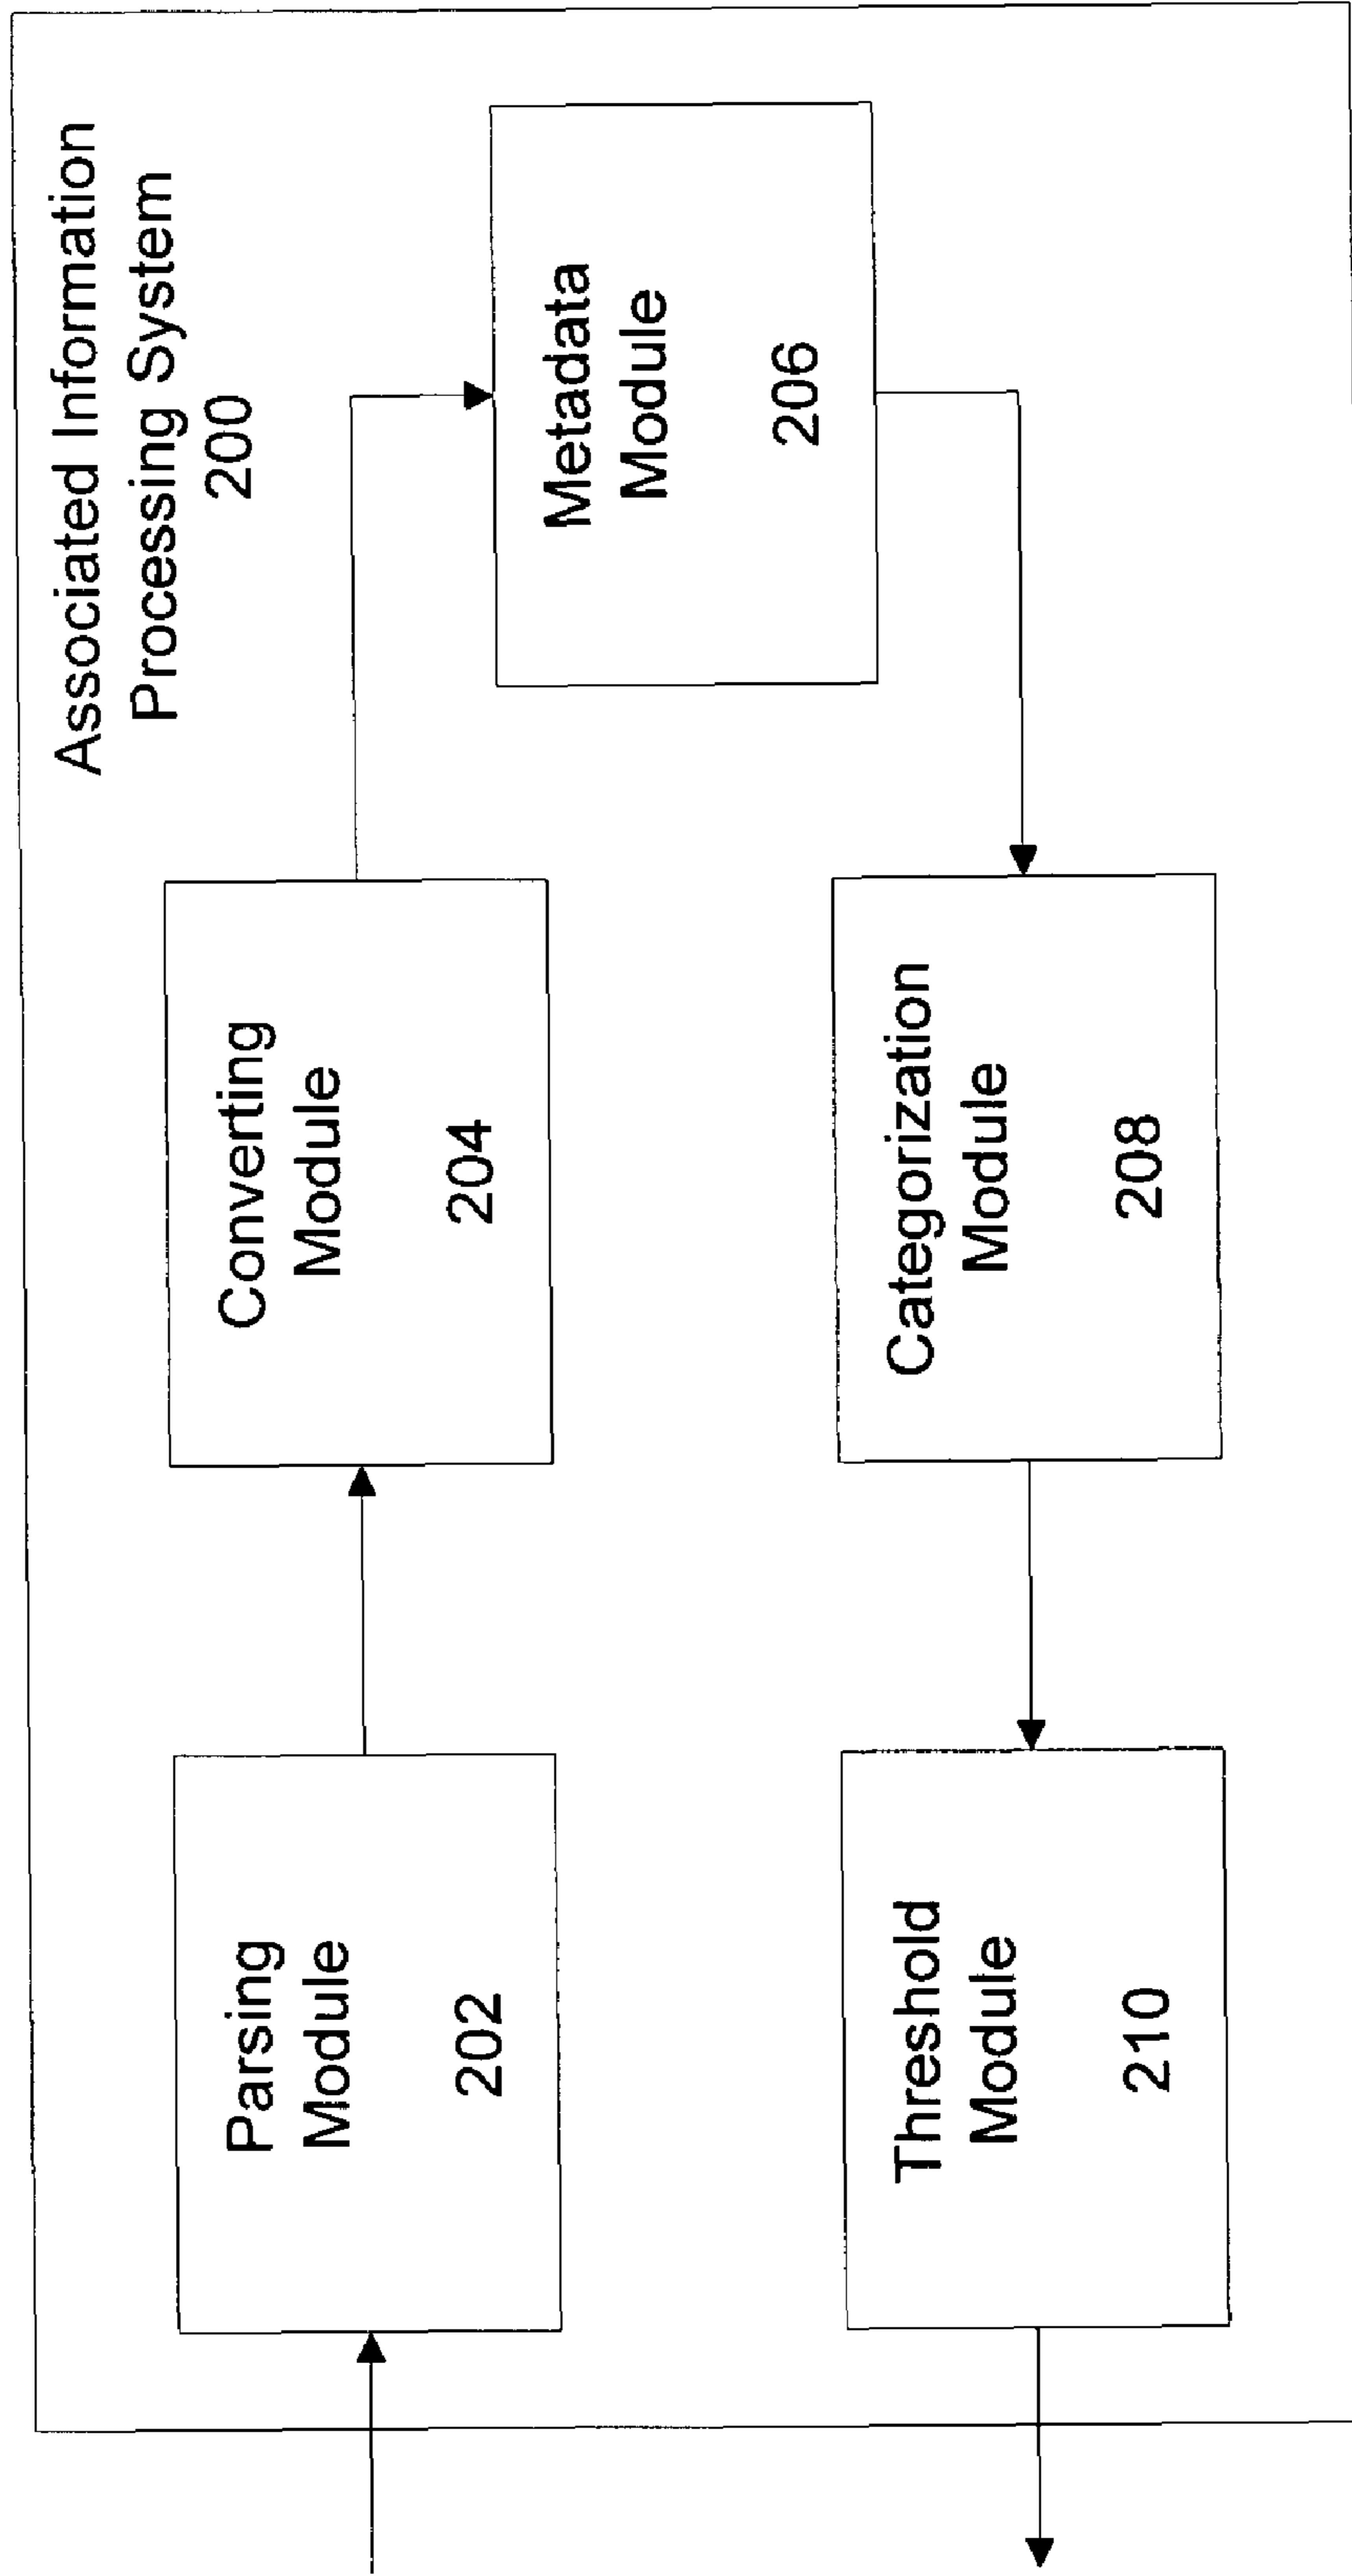 Associated Information
Processing System
200
Parsing
Module
202
Converting
Module
204
Metadata
Module
206
Categorization
Module
208
Threshold
Module
210